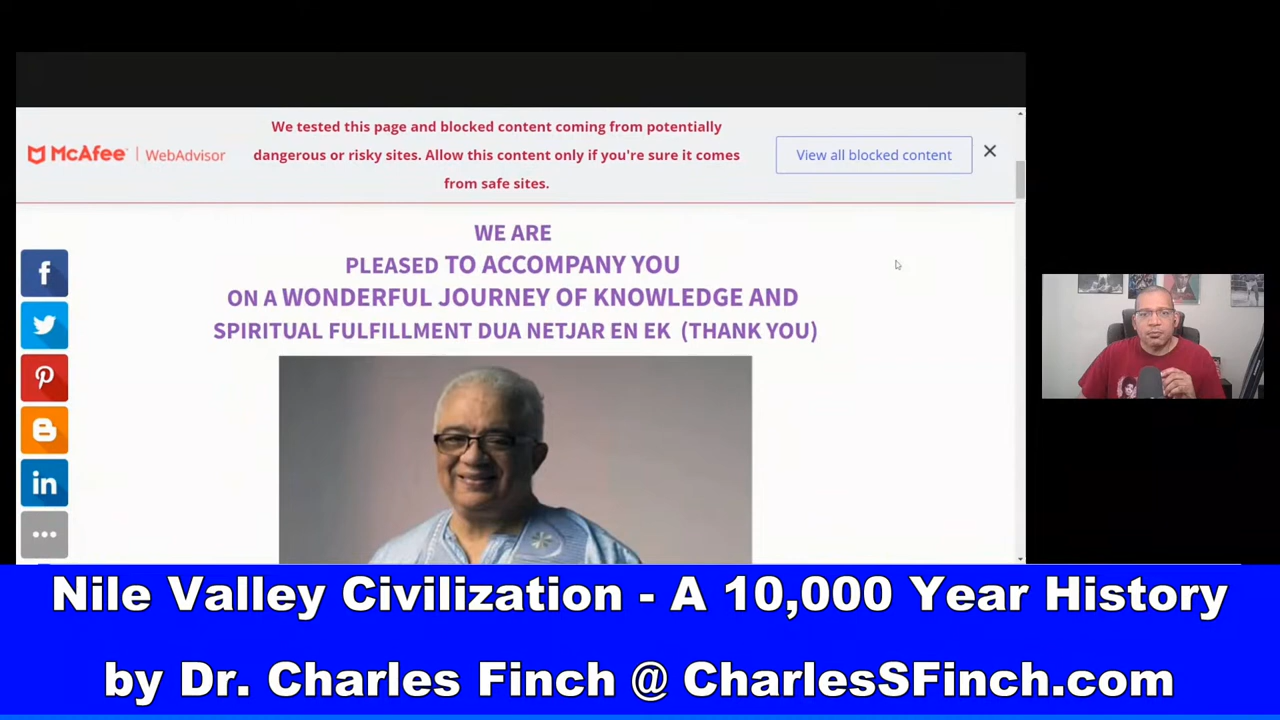 We tested this page and blocked content coming from potentially
dangerous or risky sites. Allow this content only if you're sure it comes
from safe sites.
McAfee | WebAdvisor
View all blocked content
WE ARE
PLEASED TO ACCOMPANY YOU
ON A WONDERFUL JOURNEY OF KNOWLEDGE AND
SPIRITUAL FULFILLMENT DUA NETJAR EN EK (THANK YOU)
Nile Valley Civilization - A 10,000 Year History
by Dr. Charles Finch @ CharlesSFinch.com